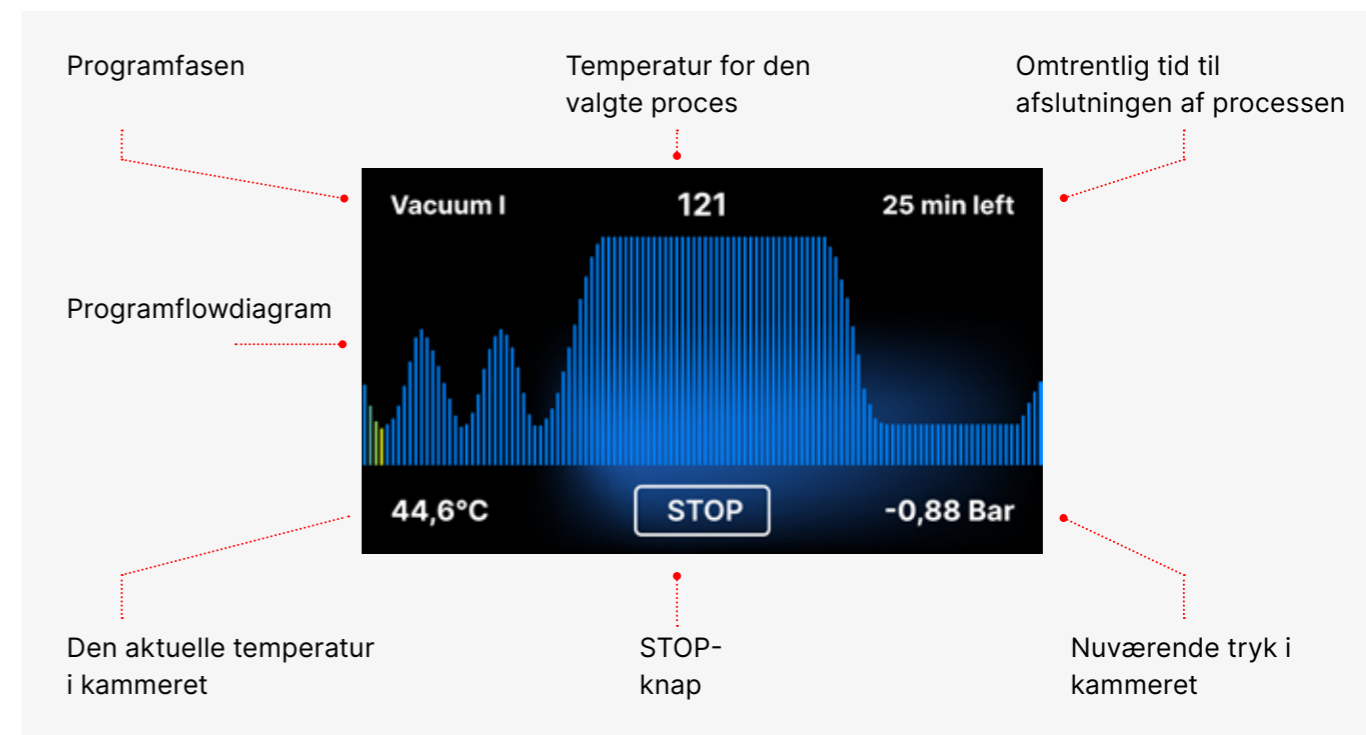 Programfasen
Temperatur for den
valgte proces
Omtrentlig tid til
afslutningen af processen
Vacuum I
121
25 min left
Programflowdiagram
44,6°C
STOP
-0,88 Bar
Den aktuelle temperatur
i kammeret
STOP-
knap
Nuværende tryk i
kammeret